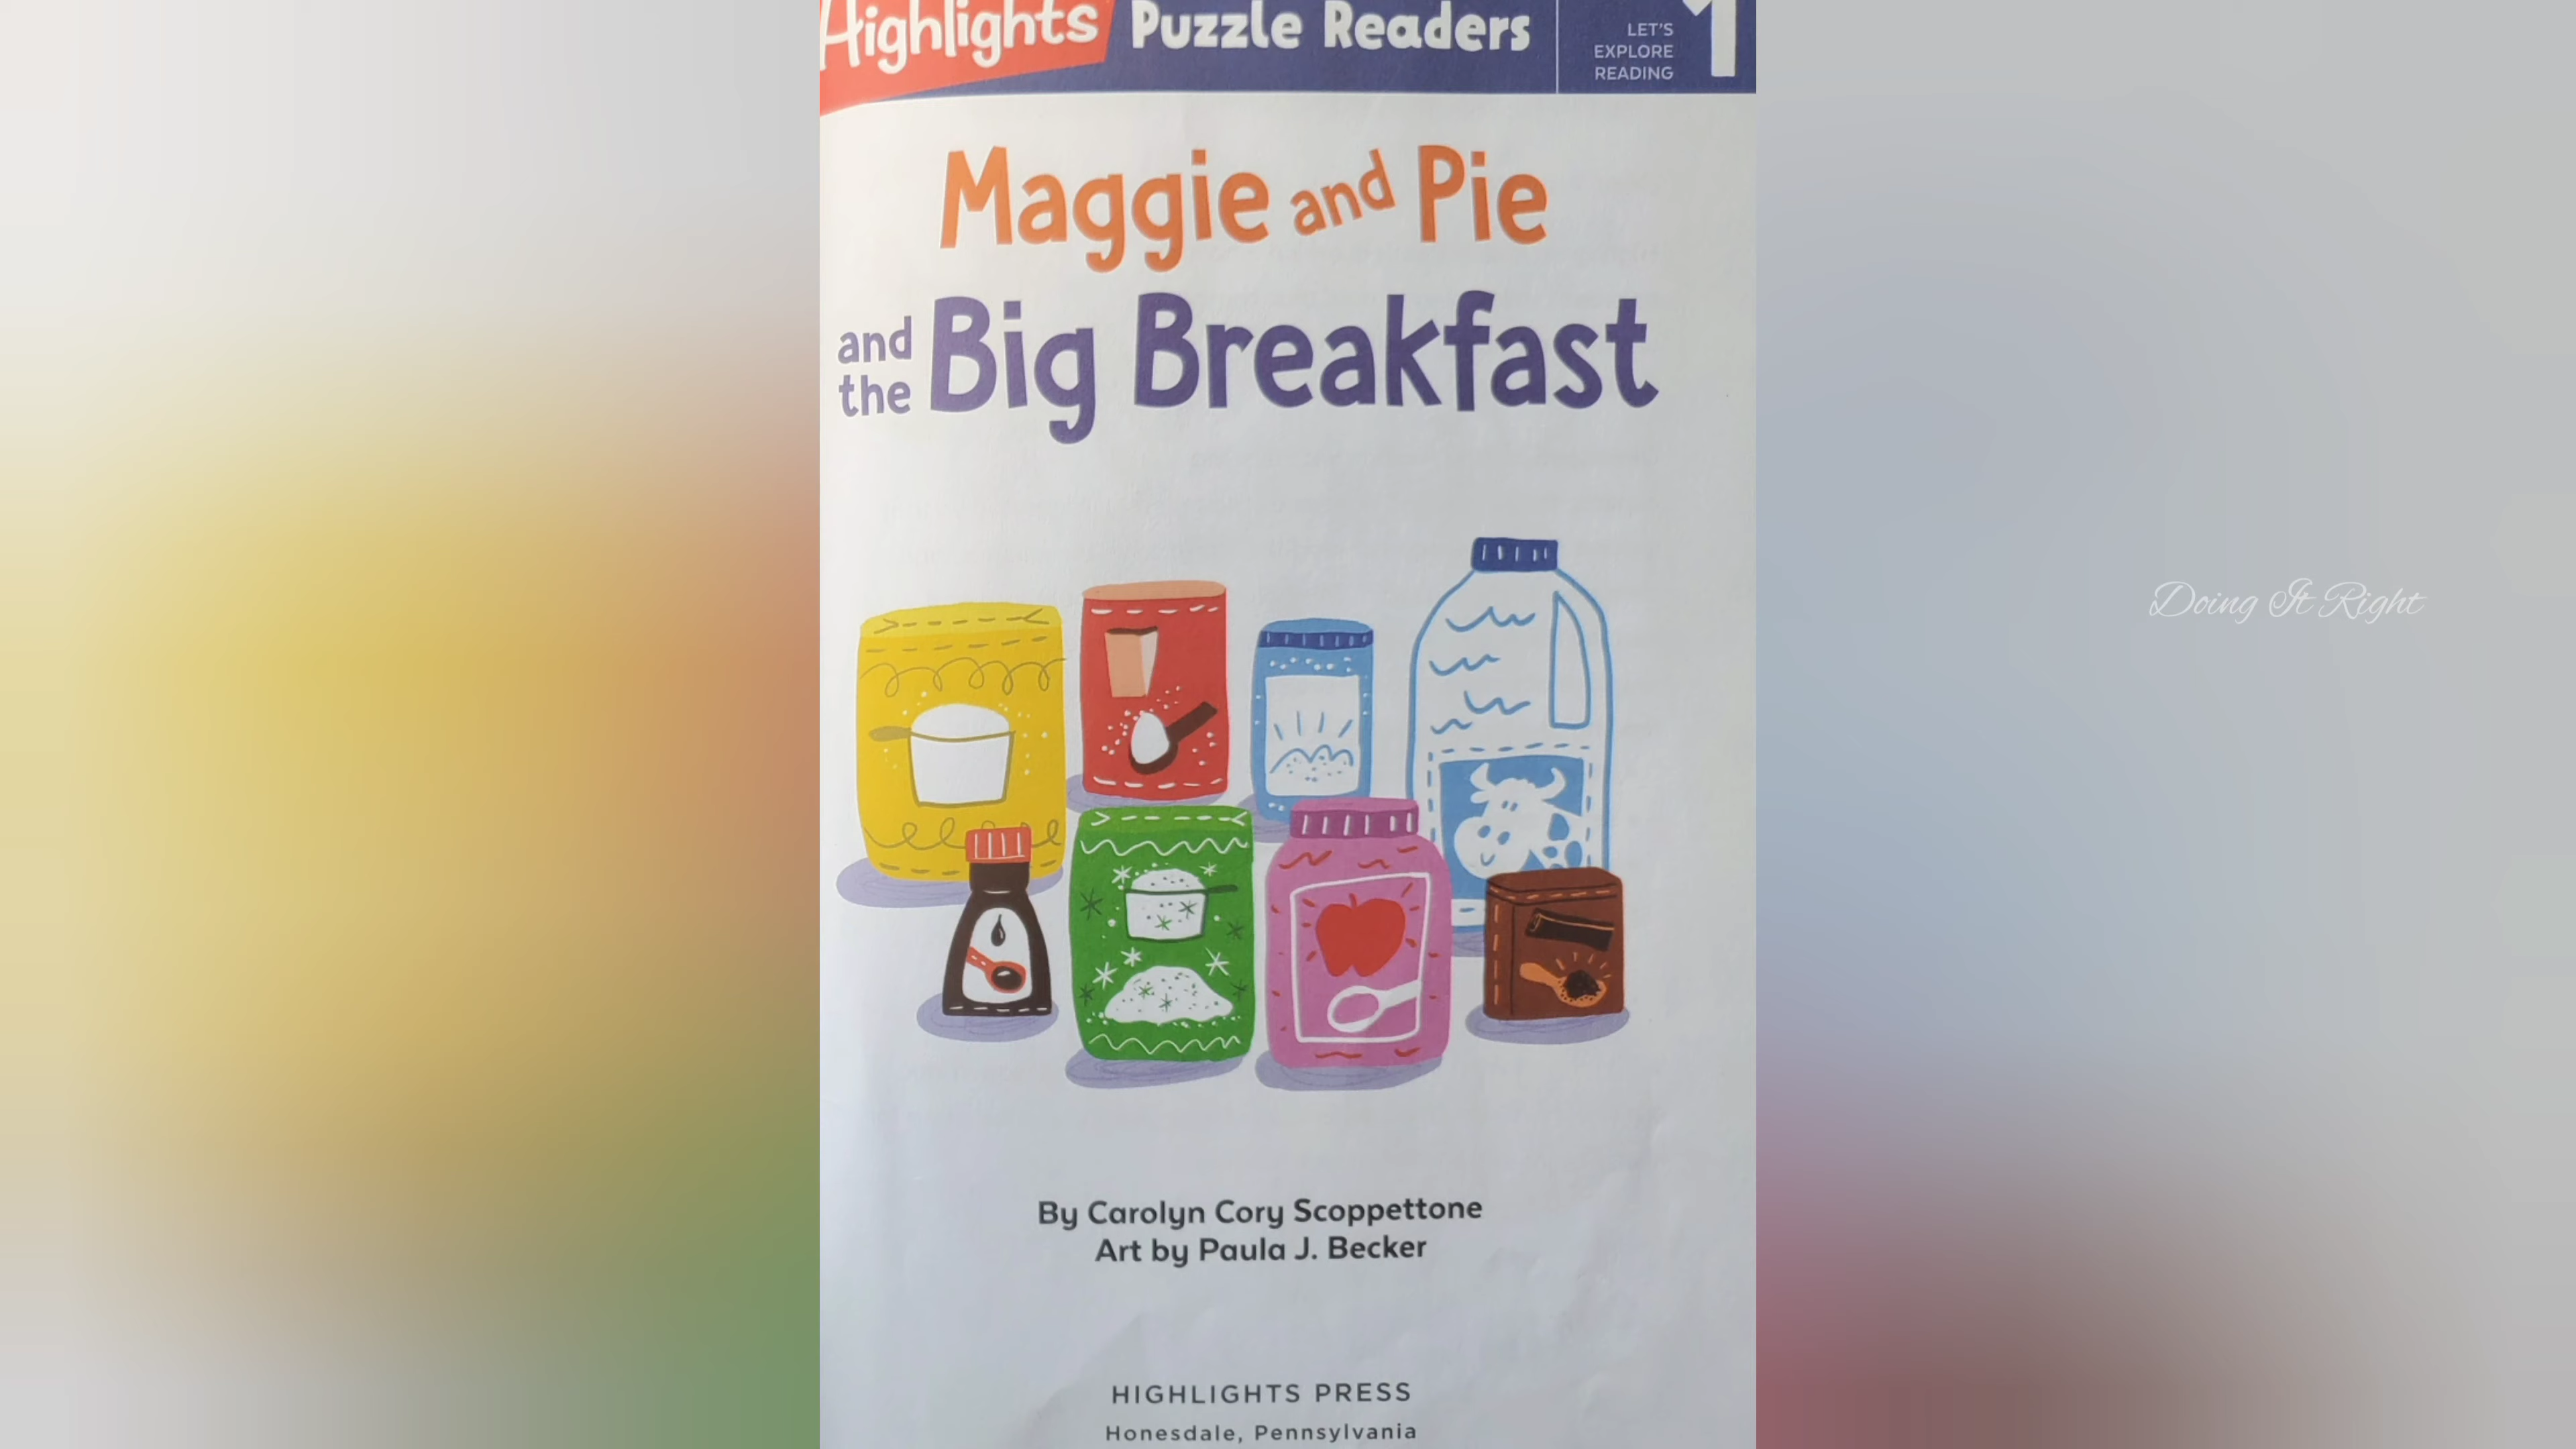 Highlights Puzzle Readers
LET'S
EXPLORE
READING
1
Maggie and Pie
and the Big Breakfast
By Carolyn Cory Scoppettone
Art by Paula J. Becker
HIGHLIGHTS PRESS
Honesdale, Pennsylvania
Doing It Right